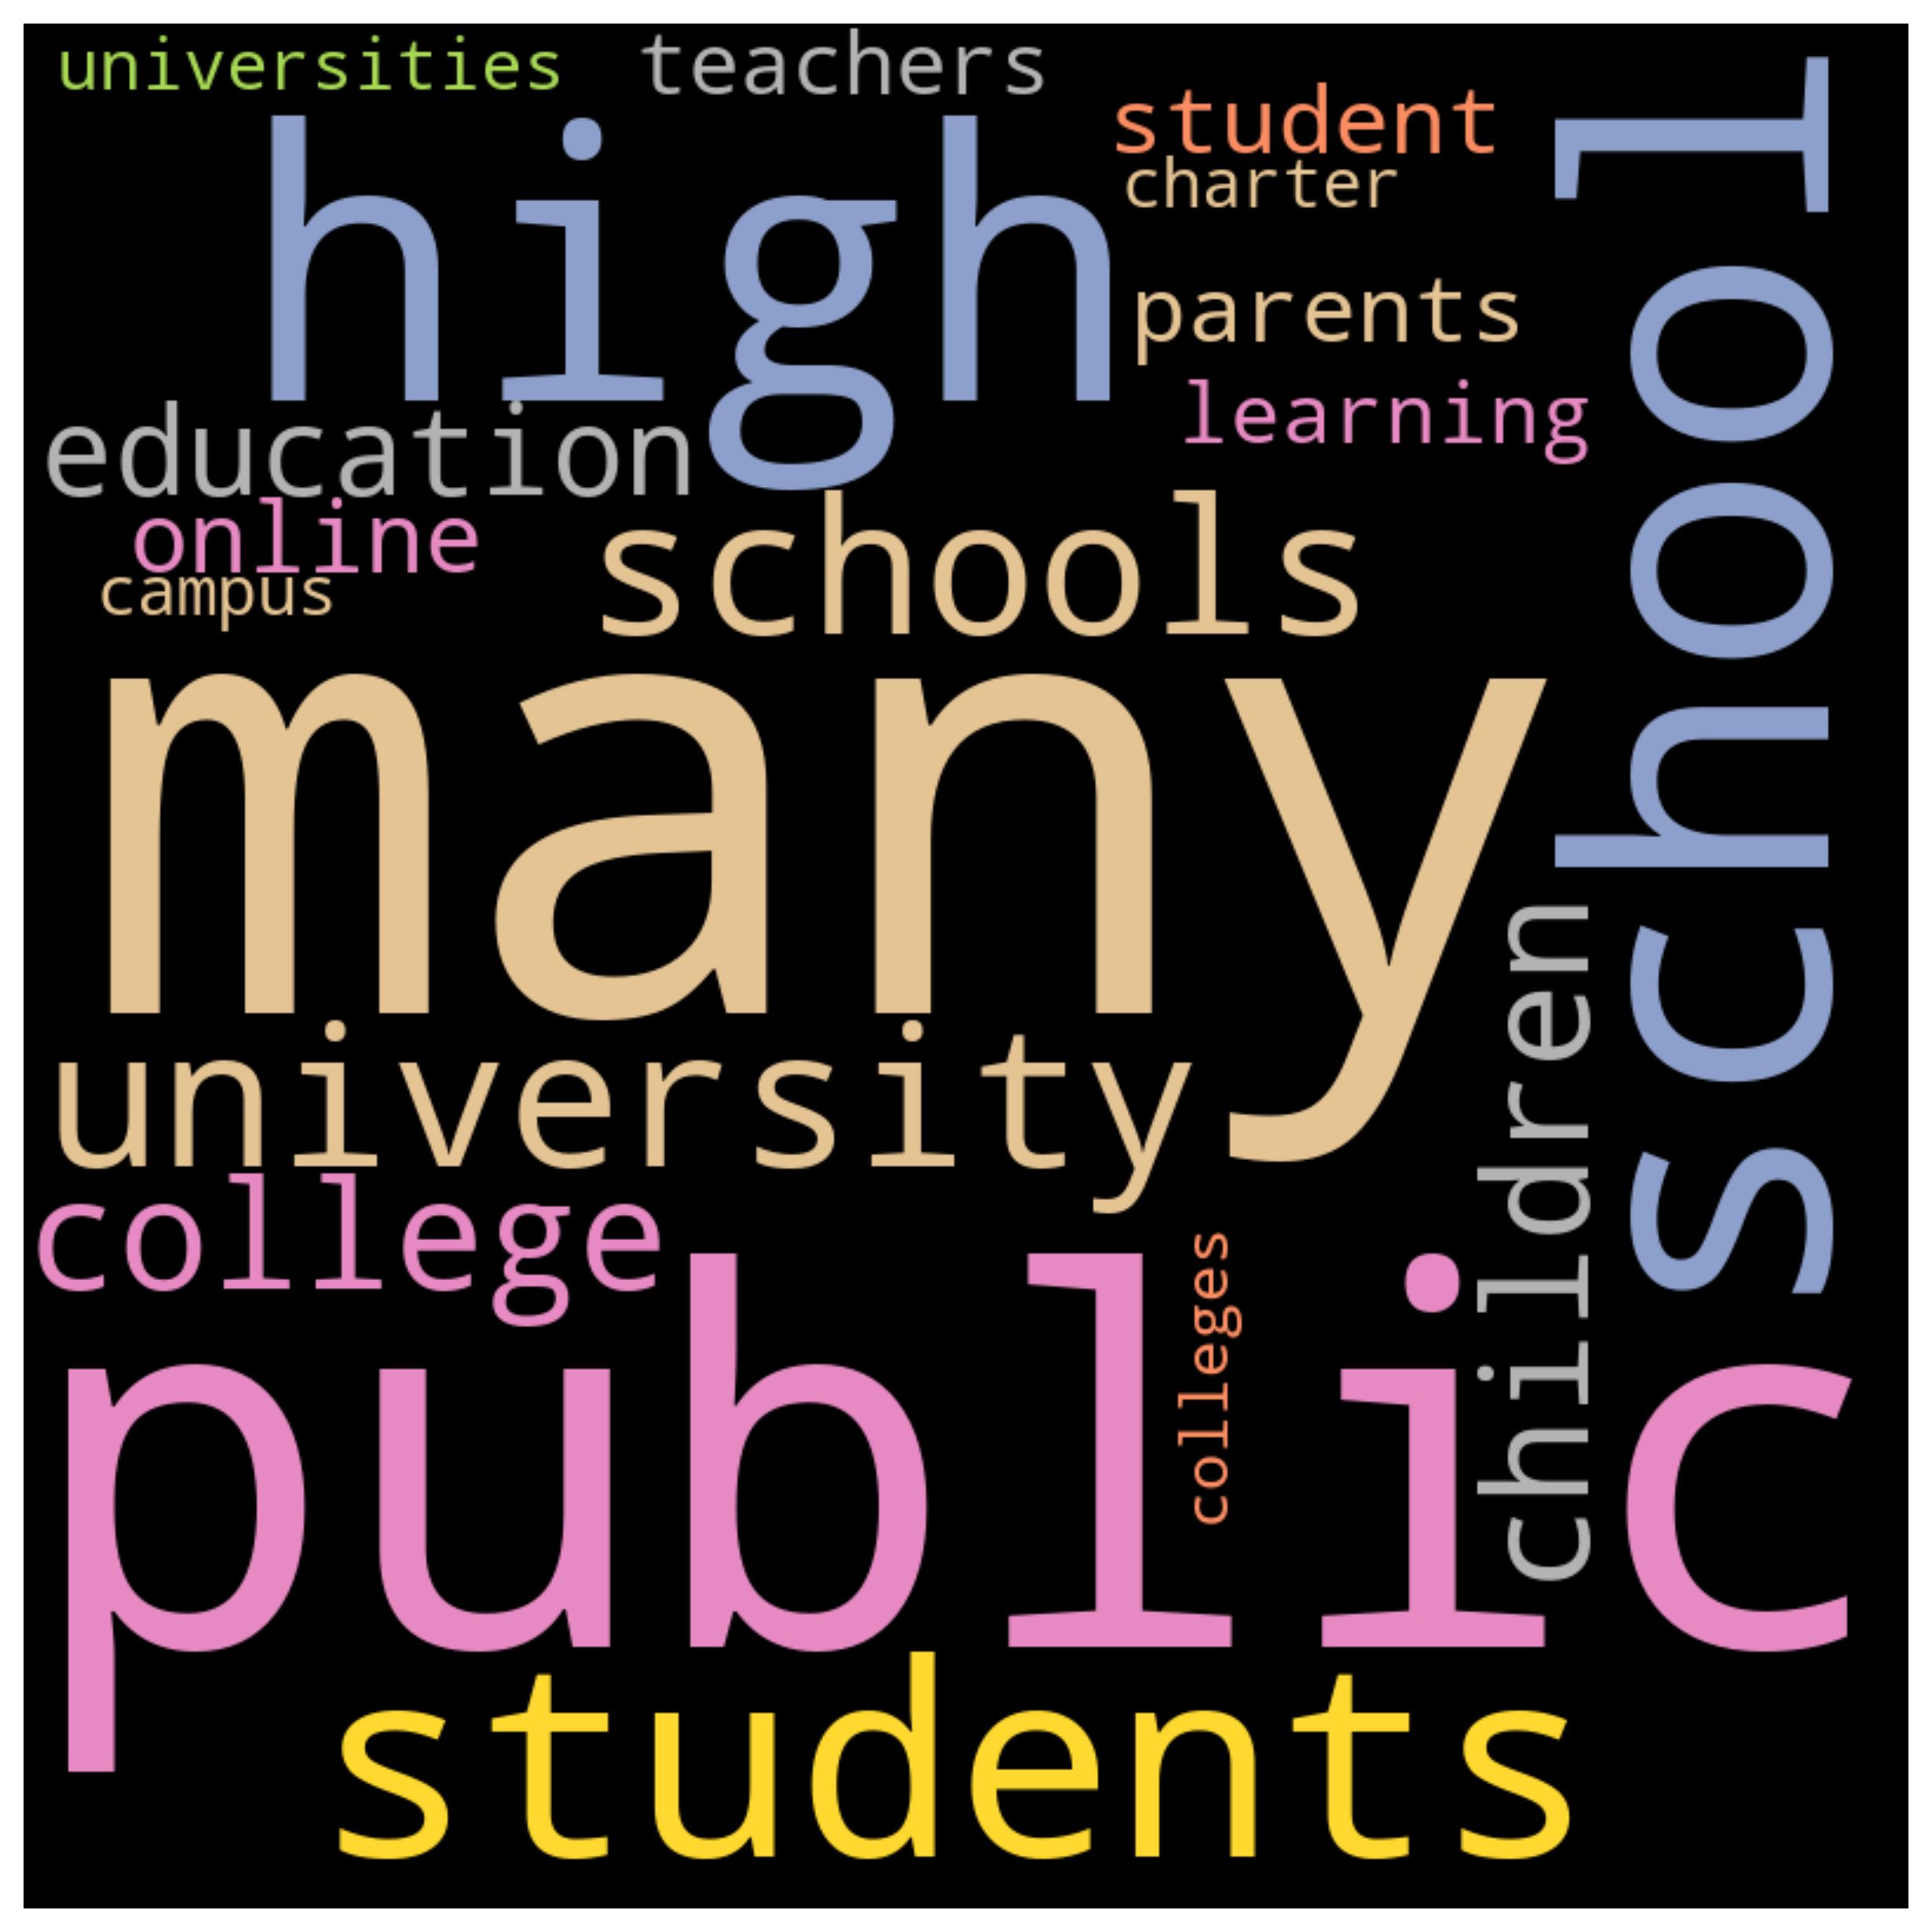 universities
teachers
student
charter
high
parents
learning
school
education
online
schools
campus
many
children
university
college
colleges
public
students